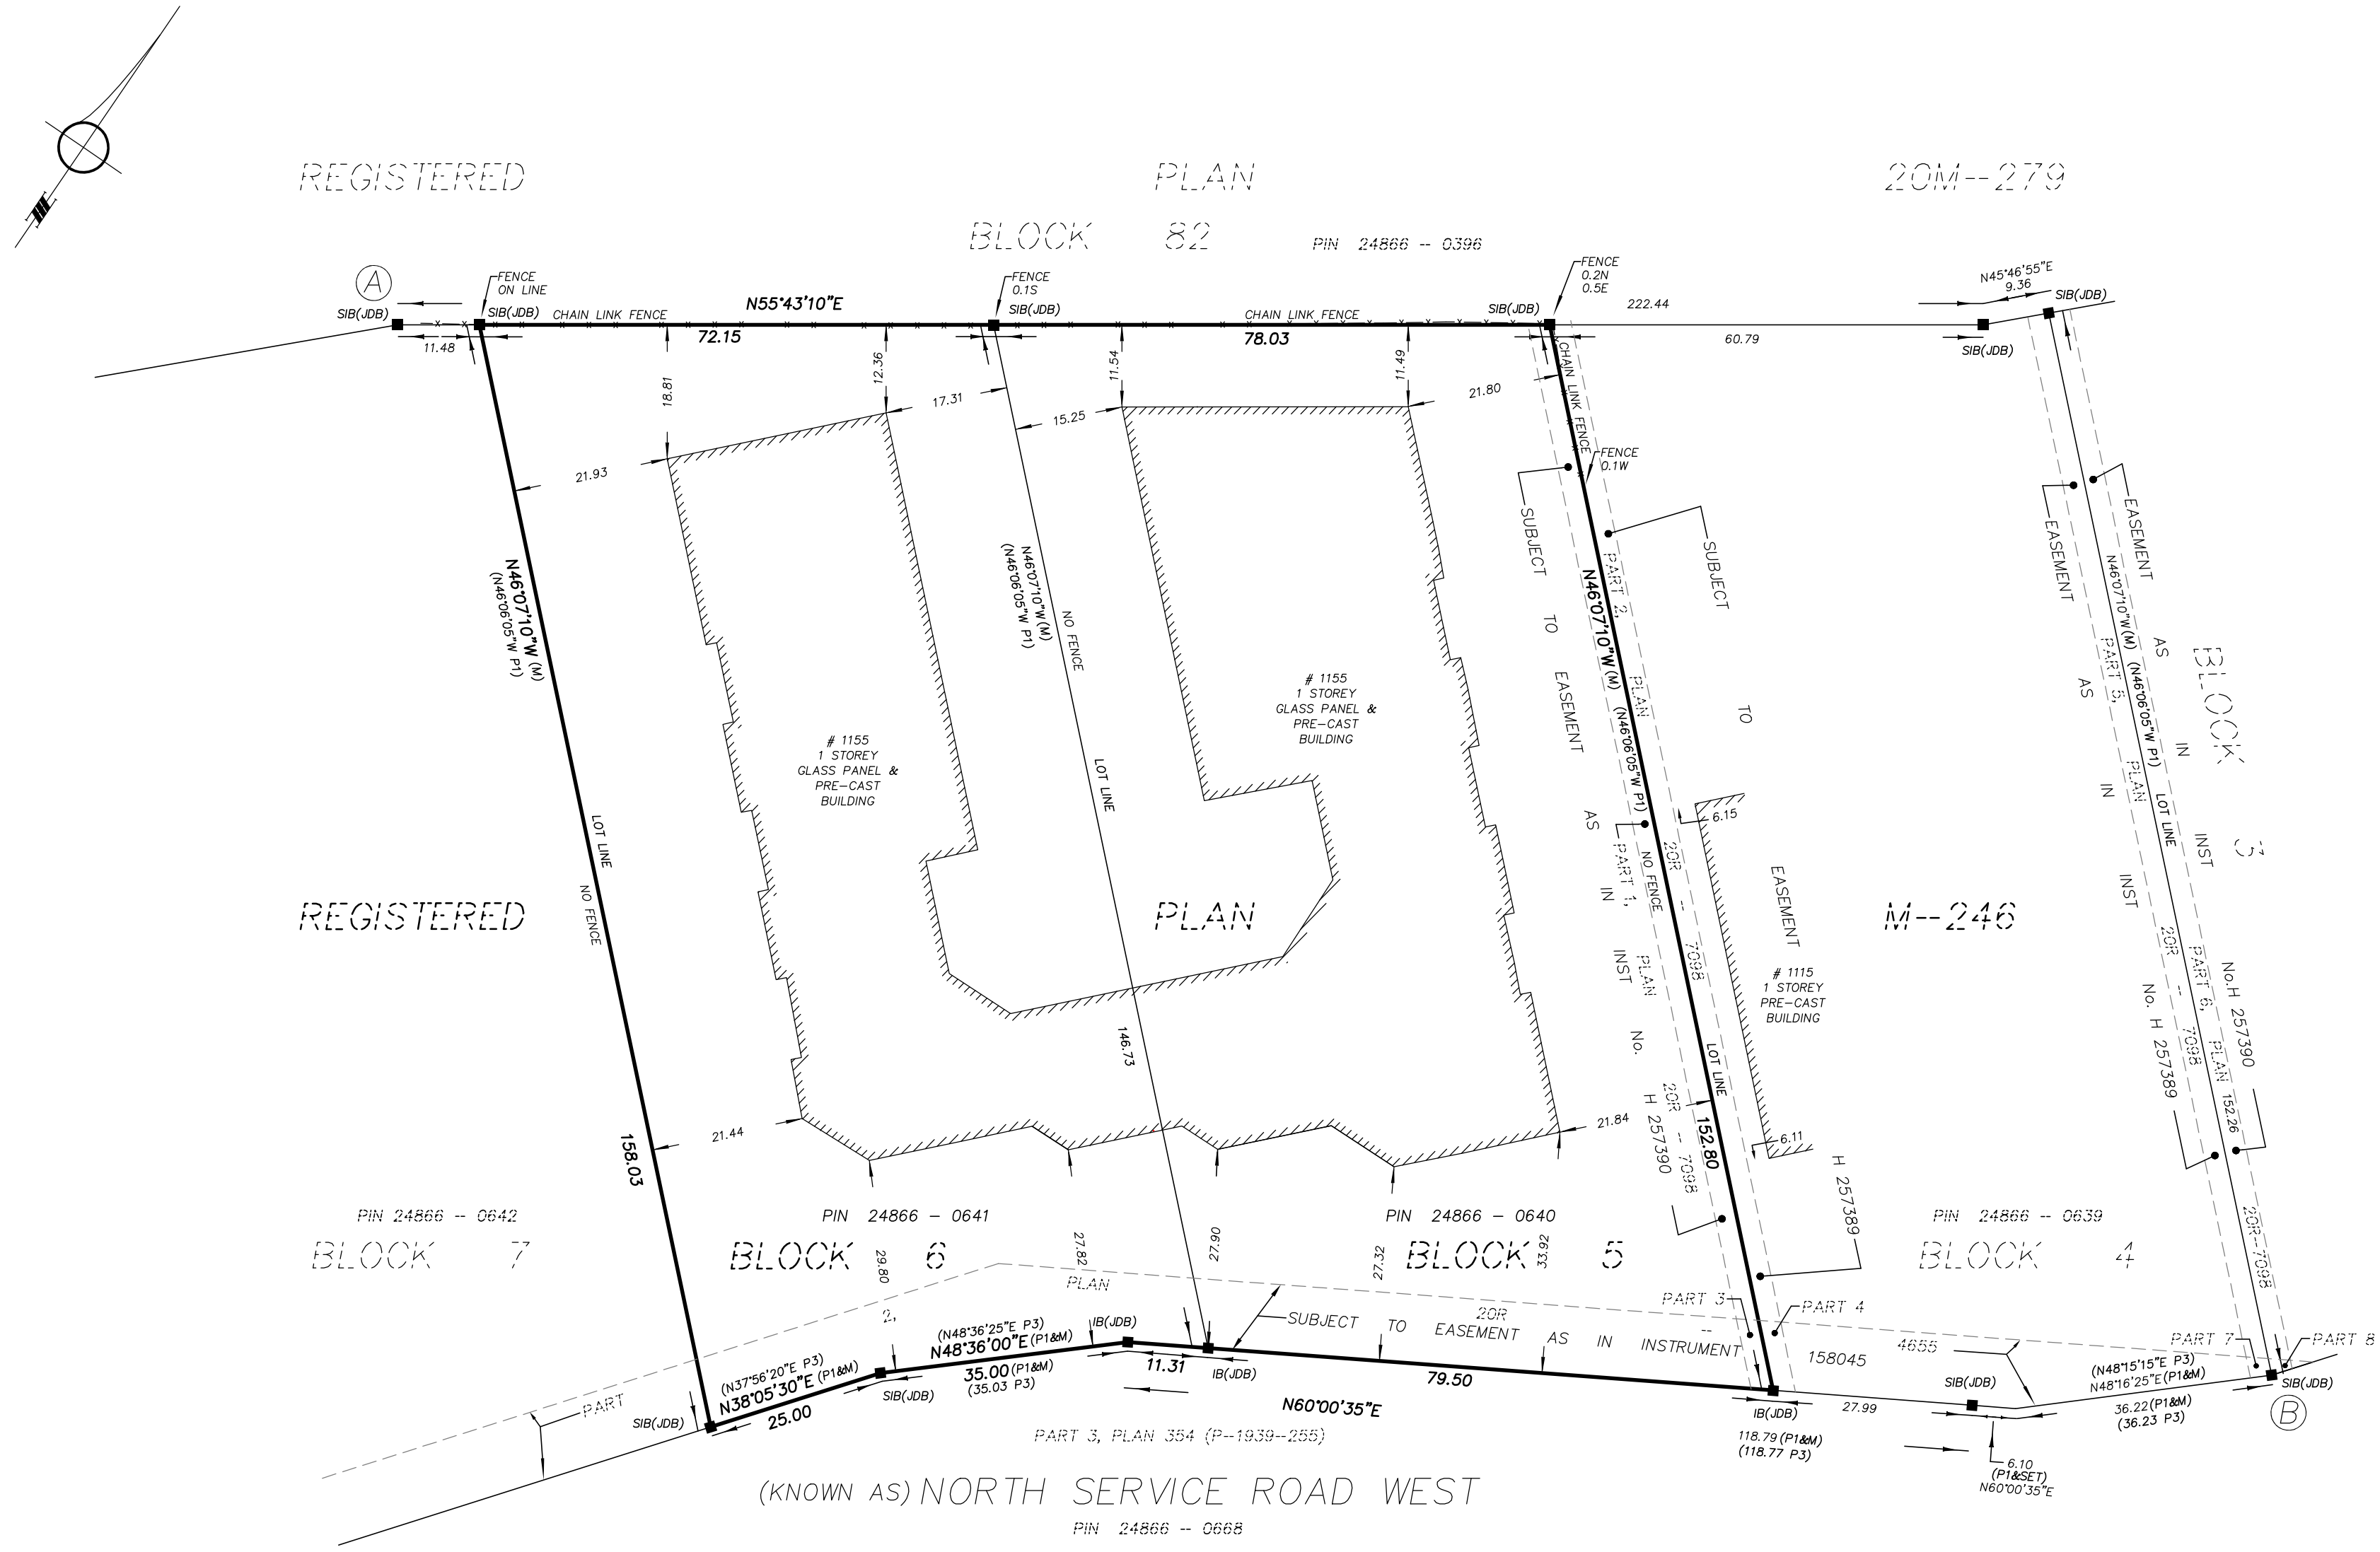 REGISTERED PLAN 20M--279
BLOCK 82 PIN 24866 -- 0396
A
SIB(JDB)
11.48
FENCE
ON LINE
SIB(JDB)
CHAIN LINK FENCE
N55°43'10"E
72.15
FENCE
0.1S
SIB(JDB)
CHAIN LINK FENCE
78.03
SIB(JDB)
FENCE
0.2N
0.5E
222.44
60.79
SIB(JDB)
N45°46'55"E
9.36
SIB(JDB)
18.81
12.36
17.31
15.25
11.54
11.49
21.80
21.93
CHAIN LINK FENCE
FENCE
0.1W
N46°07'10"W (M)
(N46°06'05"W P1)
LOT LINE
NO FENCE
158.03
N46°07'10"W(M)
(N46°06'05"W P1)
NO FENCE
LOT LINE
146.73
# 1155
1 STOREY
GLASS PANEL &
PRE-CAST
BUILDING
# 1155
1 STOREY
GLASS PANEL &
PRE-CAST
BUILDING
SUBJECT TO EASEMENT AS IN INST No. H 257390
PART 1, PLAN 20R -- 7098
N46°07'10"W(M) (N46°06'05"W P1)
NO FENCE
LOT LINE
152.80
PART 2, PLAN 20R -- 7098
SUBJECT TO EASEMENT H 257389
6.15
6.11
# 1115
1 STOREY
PRE-CAST
BUILDING
EASEMENT AS IN INST No. H 257389
PART 5, PLAN 20R -- 7098
N46°07'10"W(M) (N46°06'05"W P1)
LOT LINE
152.26
PART 6, PLAN 20R--7098
EASEMENT AS IN INST No.H 257390
BLOCK 3
REGISTERED PLAN M--246
21.44
21.84
PIN 24866 -- 0642
BLOCK 7
PIN 24866 - 0641
BLOCK 6
PIN 24866 - 0640
BLOCK 5
PIN 24866 -- 0639
BLOCK 4
29.80
27.82
27.90
27.32
33.92
PART 2, PLAN 20R -- 4655
SUBJECT TO EASEMENT AS IN INSTRUMENT 158045
PART 3
PART 4
PART 7
PART 8
SIB(JDB)
(N37°56'20"E P3)
N38°05'30"E (P1&M)
25.00
SIB(JDB)
(N48°36'25"E P3)
N48°36'00"E (P1&M)
35.00 (P1&M)
(35.03 P3)
IB(JDB)
11.31
IB(JDB)
79.50
N60°00'35"E
IB(JDB)
118.79 (P1&M)
(118.77 P3)
27.99
SIB(JDB)
6.10
(P1&SET)
N60°00'35"E
(N48°15'15"E P3)
N48°16'25"E(P1&M)
36.22(P1&M)
(36.23 P3)
SIB(JDB)
B
PART 3, PLAN 354 (P--1939--255)
(KNOWN AS) NORTH SERVICE ROAD WEST
PIN 24866 -- 0668